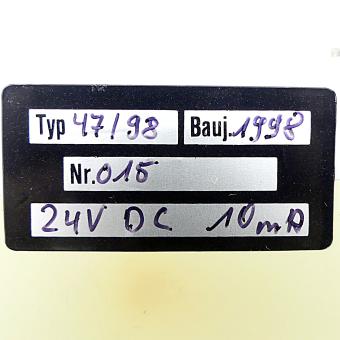 Typ 47/98 Bauj. 1998
Nr. 015
24V DC 10mA